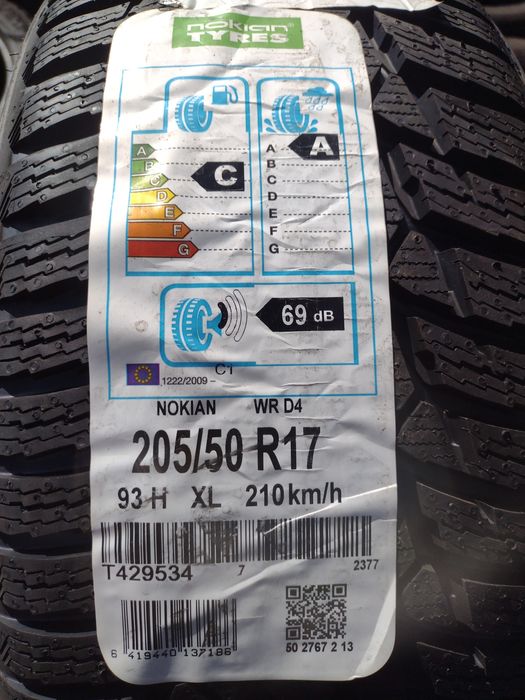 nokian®
TYRES
A
B
C
D
E
F
G
C
A
B
C
D
E
F
G
A
69 dB
C1
1222/2009 -
NOKIAN WR D4
205/50 R17
93 H XL 210 km/h
T429534 7 2377
6 419440 137186
50 2767 2 13